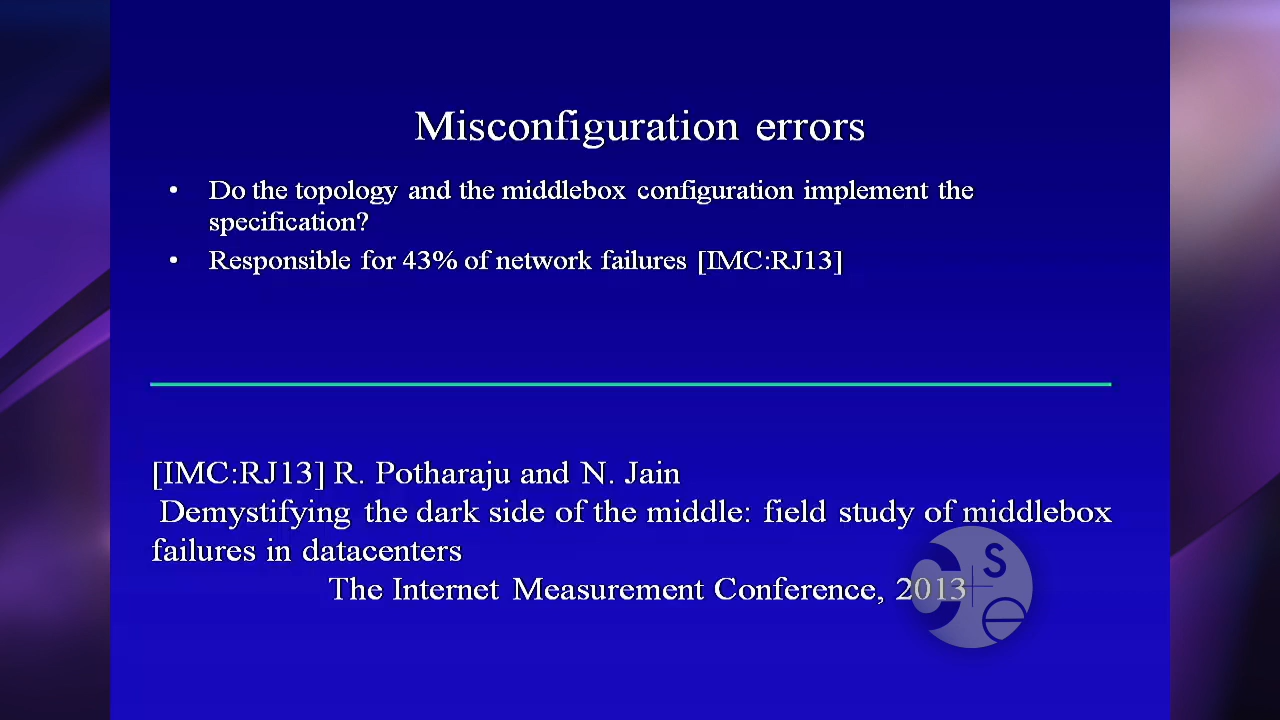 Misconfiguration errors
• Do the topology and the middlebox configuration implement the
specification?
• Responsible for 43% of network failures [IMC:RJ13]
[IMC:RJ13] R. Potharaju and N. Jain
Demystifying the dark side of the middle: field study of middlebox
failures in datacenters
The Internet Measurement Conference, 2013
C s
e